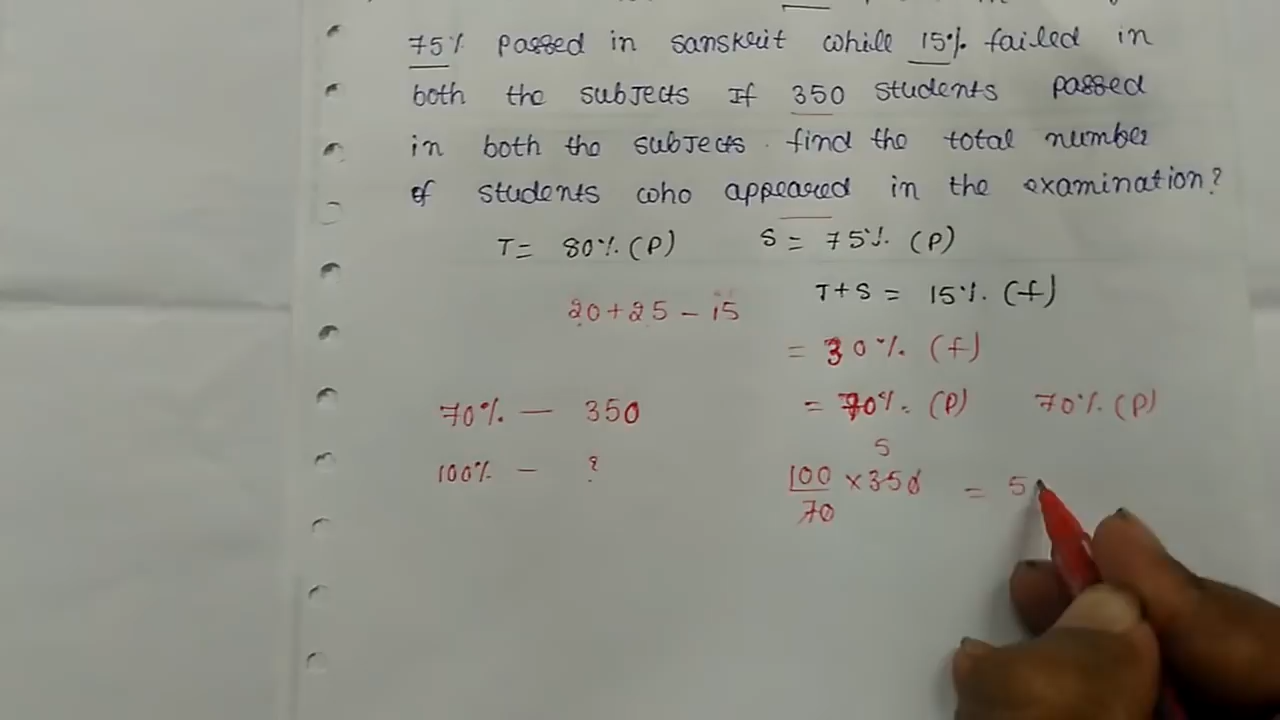 75% passed in sanskrit while 15% failed in
both the subjects If 350 students passed
in both the subjects. find the total number
of students who appeared in the examination?
T = 80% (P) S = 75% (P)
T+S = 15% (f)
20+25-15
= 30% (f)
70% — 350 = 70% (P) 70% (P)
5
100% — ? 100/70 ×350 = 5